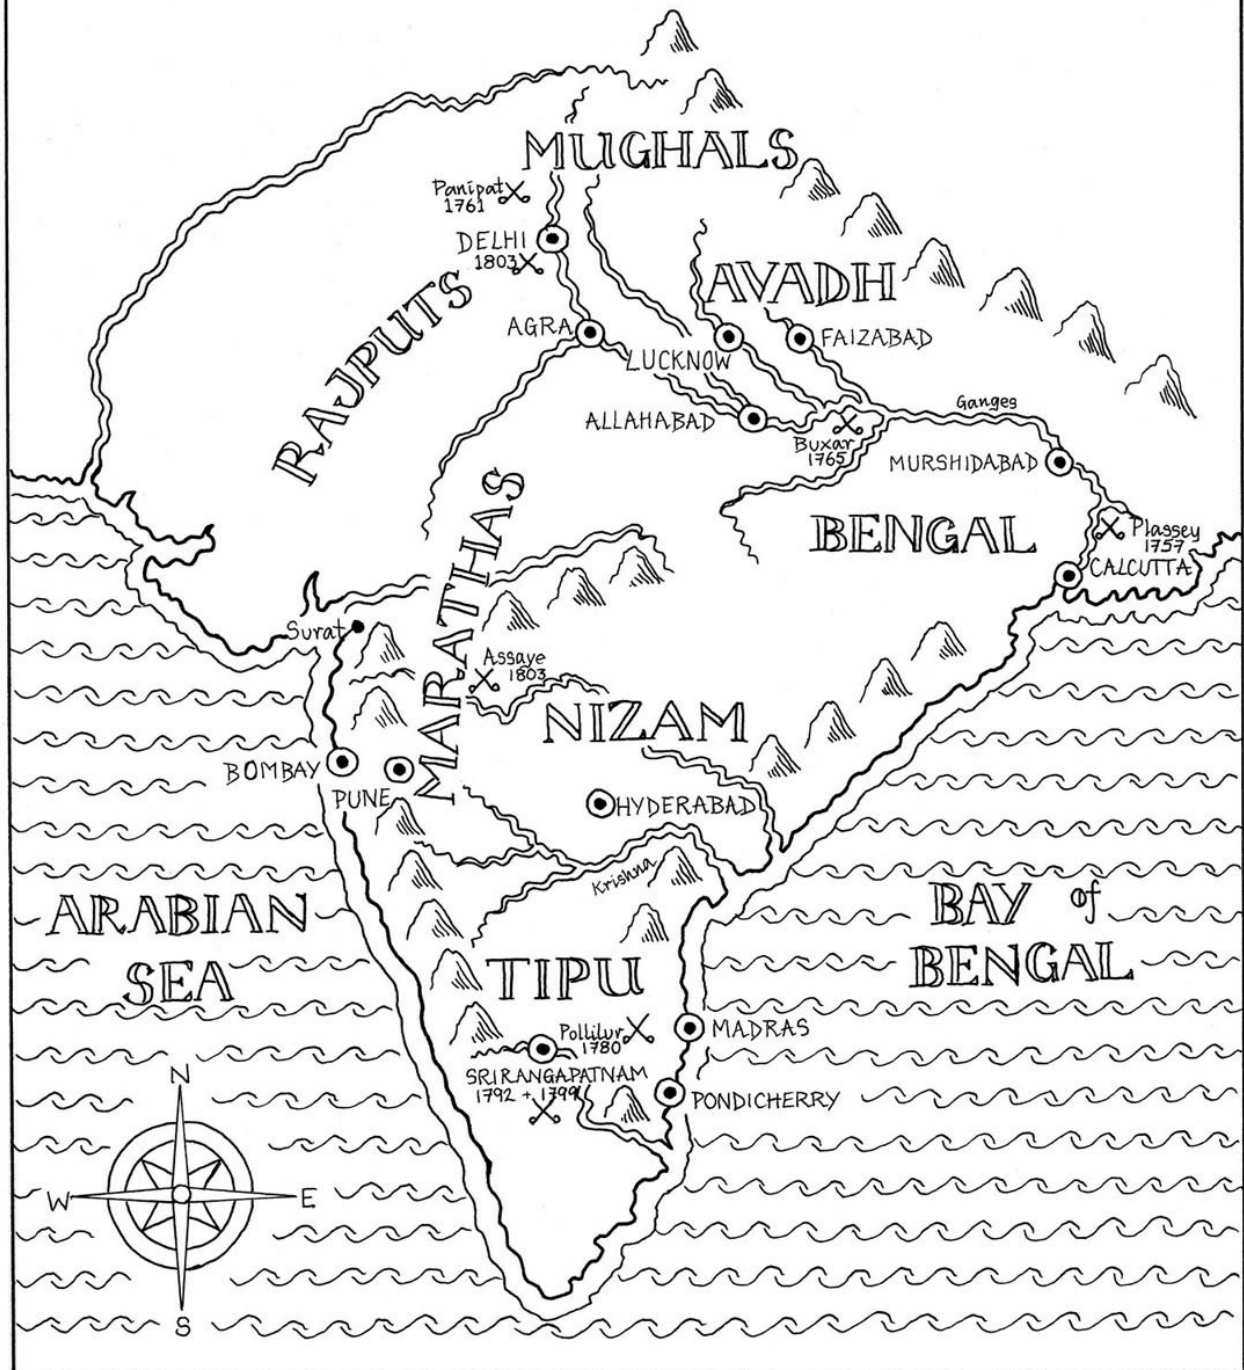 MUGHALS
Panipat
1761
DELHI
1803
AVADH
RAJPUTS
AGRA
LUCKNOW
FAIZABAD
ALLAHABAD
Ganges
Buxar
1765
MURSHIDABAD
MARATHAS
BENGAL
Plassey
1757
CALCUTTA
Surat
Assaye
1803
NIZAM
BOMBAY
PUNE
HYDERABAD
Krishna
ARABIAN
SEA
BAY of
BENGAL
TIPU
Pollilur
1780
MADRAS
SRIRANGAPATNAM
1792 + 1799
PONDICHERRY
N
W
E
S